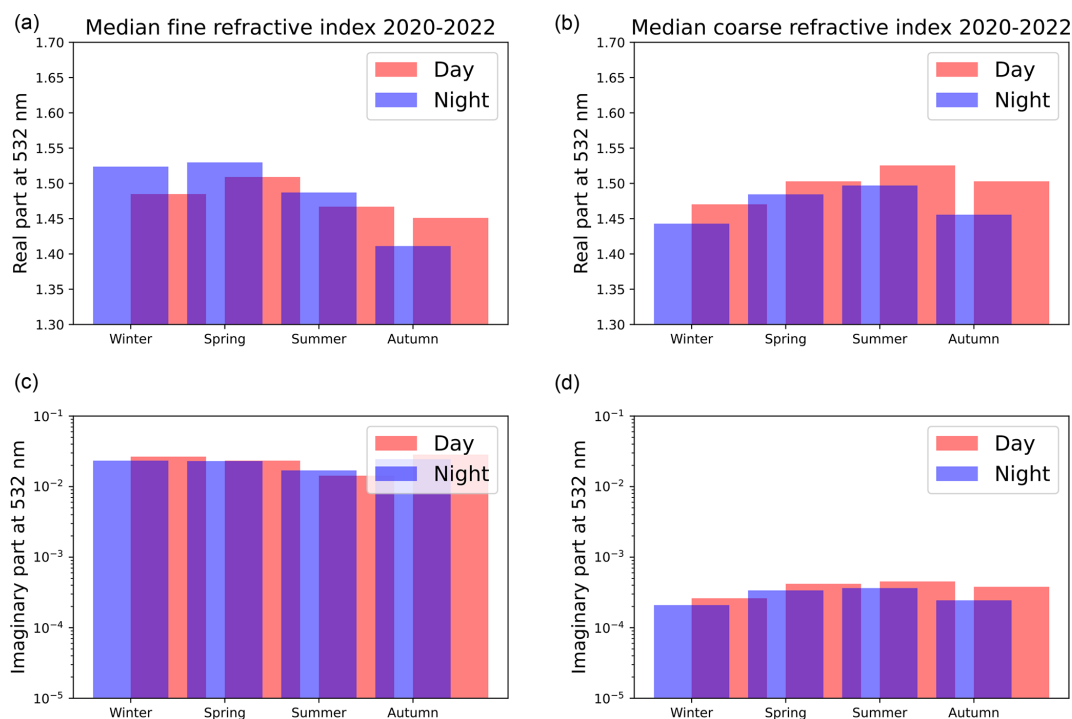 (a)
Median fine refractive index 2020-2022
1.70
1.65
1.60
1.55
1.50
1.45
1.40
1.35
1.30
Real part at 532 nm
Day
Night
Winter Spring Summer Autumn
(b)
Median coarse refractive index 2020-2022
1.70
1.65
1.60
1.55
1.50
1.45
1.40
1.35
1.30
Real part at 532 nm
Day
Night
Winter Spring Summer Autumn
(c)
10⁻¹
10⁻²
10⁻³
10⁻⁴
10⁻⁵
Imaginary part at 532 nm
Day
Night
Winter Spring Summer Autumn
(d)
10⁻¹
10⁻²
10⁻³
10⁻⁴
10⁻⁵
Imaginary part at 532 nm
Day
Night
Winter Spring Summer Autumn